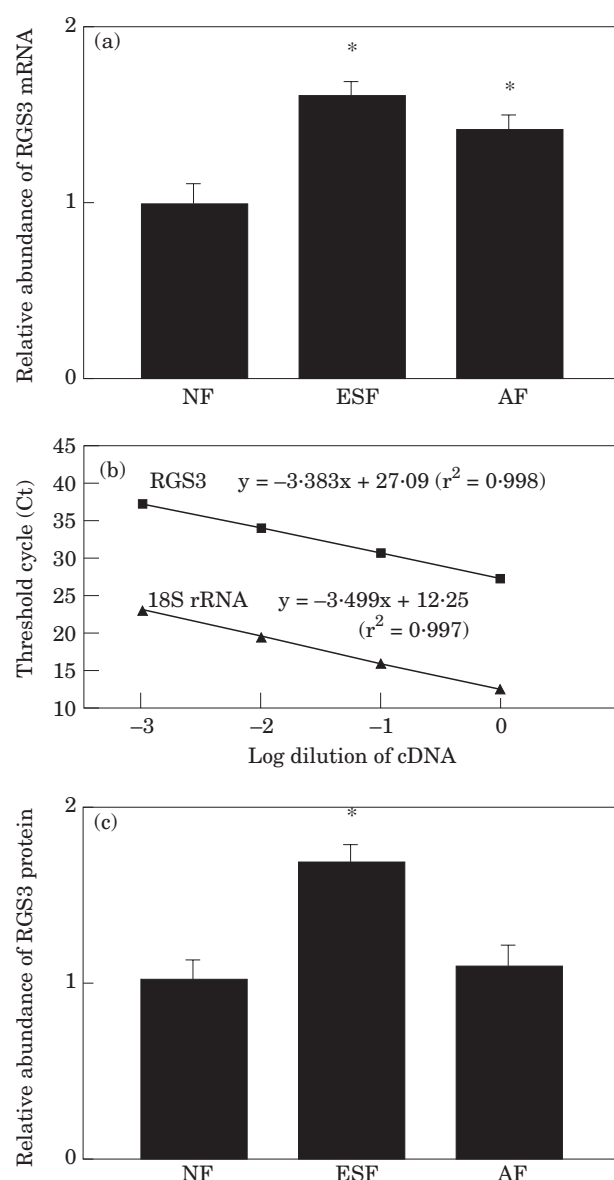 (a)
Relative abundance of RGS3 mRNA
2
*
*
1
0
NF ESF AF
(b)
Threshold cycle (Ct)
45
40
35
30
25
20
15
10
RGS3 y = –3·383x + 27·09 (r² = 0·998)
18S rRNA y = –3·499x + 12·25
(r² = 0·997)
–3 –2 –1 0
Log dilution of cDNA
(c)
Relative abundance of RGS3 protein
2
*
1
0
NF ESF AF